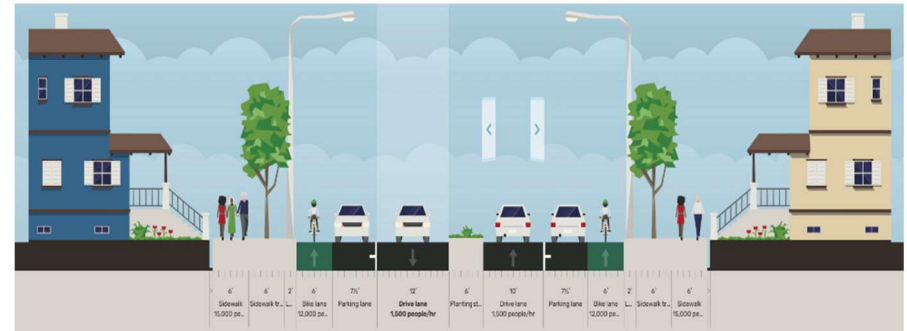 6' 6' 2' 6' 7½' 12' 6' 10' 7½' 6' 2' 6' 6'
Sidewalk Sidewalk tr... L... Bike lane Parking lane Drive lane Planting st... Drive lane Parking lane Bike lane L... Sidewalk tr... Sidewalk
15,000 pe... 12,000 pe... 1,500 people/hr 1,500 people/hr 12,000 pe... 15,000 pe...